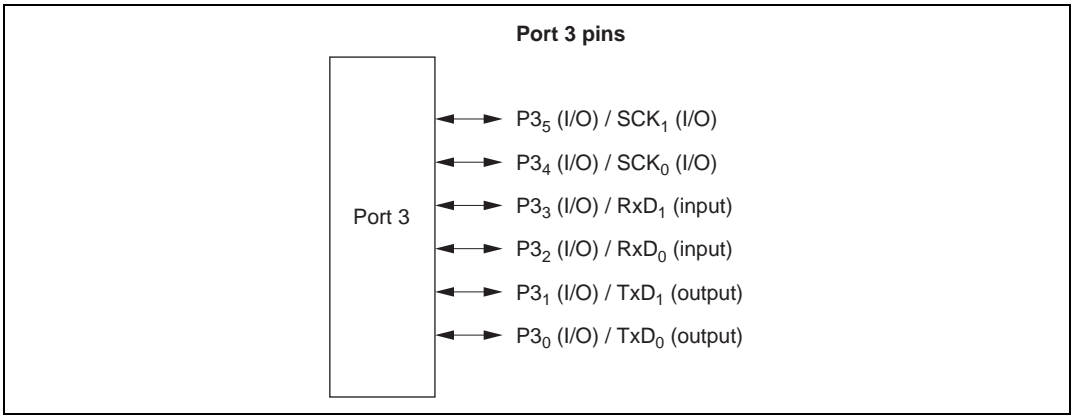 Port 3 pins
P3₅ (I/O) / SCK₁ (I/O)
P3₄ (I/O) / SCK₀ (I/O)
P3₃ (I/O) / RxD₁ (input)
Port 3
P3₂ (I/O) / RxD₀ (input)
P3₁ (I/O) / TxD₁ (output)
P3₀ (I/O) / TxD₀ (output)